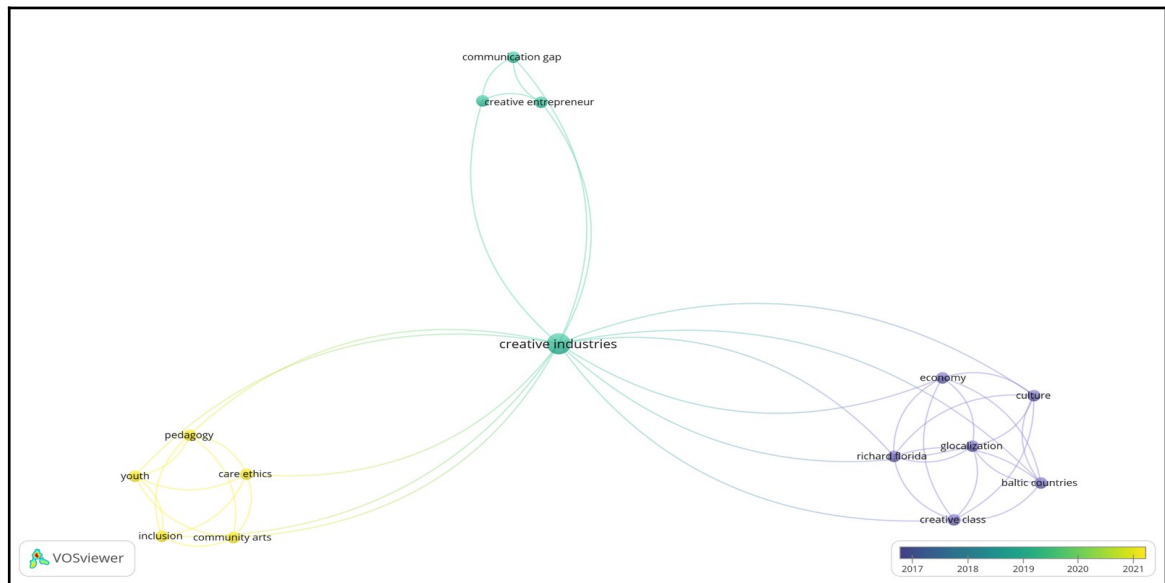 communication gap
creative entrepreneur
creative industries
economy
culture
glocalization
richard florida
baltic countries
creative class
pedagogy
care ethics
youth
inclusion
community arts
VOSviewer
2017 2018 2019 2020 2021